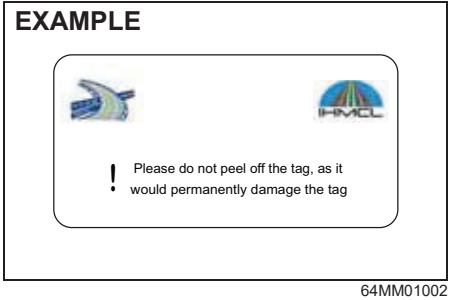 EXAMPLE
IHMCL
! Please do not peel off the tag, as it
would permanently damage the tag
64MM01002